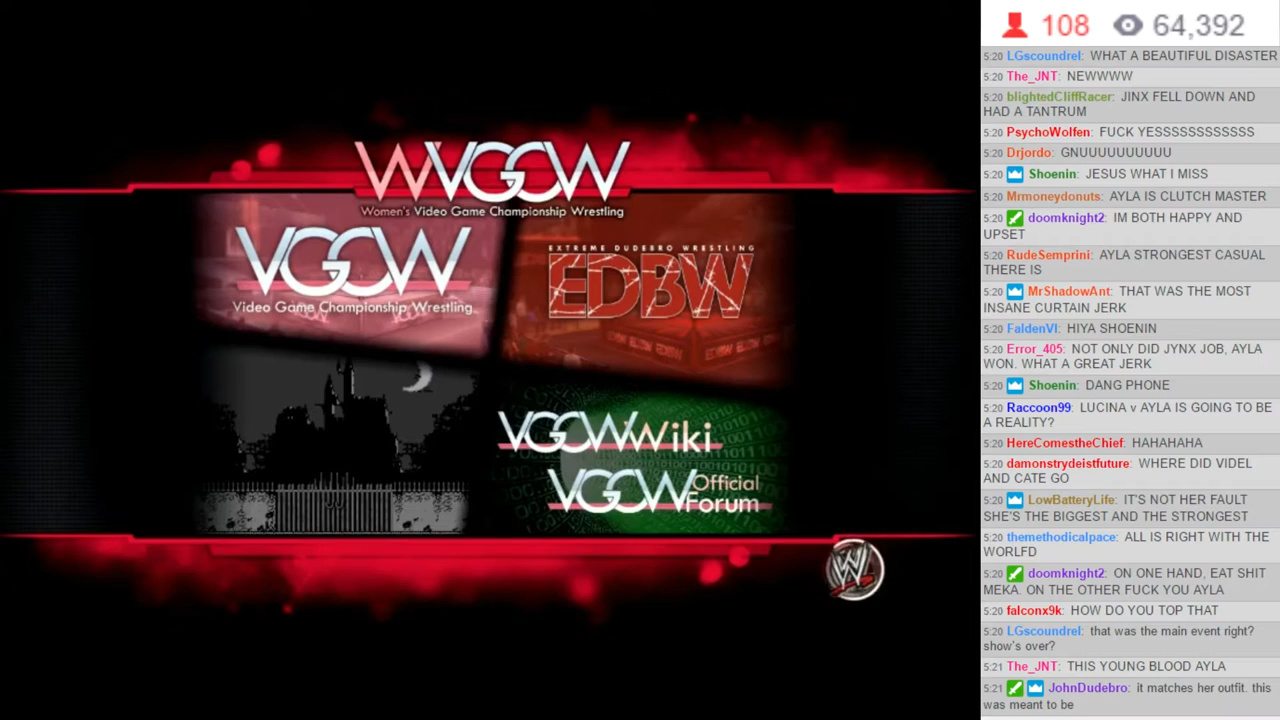 WVGCW
Women's Video Game Championship Wrestling
VGCW
Video Game Championship Wrestling
EXTREME DUDEBRO WRESTLING
EDBW
VGCW Wiki
VGCW Official Forum
W
108 64,392
5:20 LGscoundrel: WHAT A BEAUTIFUL DISASTER
5:20 The_JNT: NEWWWW
5:20 blightedCliffRacer: JINX FELL DOWN AND
HAD A TANTRUM
5:20 PsychoWolfen: FUCK YESSSSSSSSSSSS
5:20 Drjordo: GNUUUUUUUUUU
5:20 Shoenin: JESUS WHAT I MISS
5:20 Mrmoneydonuts: AYLA IS CLUTCH MASTER
5:20 doomknight2: IM BOTH HAPPY AND
UPSET
5:20 RudeSemprini: AYLA STRONGEST CASUAL
THERE IS
5:20 MrShadowAnt: THAT WAS THE MOST
INSANE CURTAIN JERK
5:20 FaldenVI: HIYA SHOENIN
5:20 Error_405: NOT ONLY DID JYNX JOB, AYLA
WON. WHAT A GREAT JERK
5:20 Shoenin: DANG PHONE
5:20 Raccoon99: LUCINA v AYLA IS GOING TO BE
A REALITY?
5:20 HereComestheChief: HAHAHAHA
5:20 damonstrydeistfuture: WHERE DID VIDEL
AND CATE GO
5:20 LowBatteryLife: IT'S NOT HER FAULT
SHE'S THE BIGGEST AND THE STRONGEST
5:20 themethodicalpace: ALL IS RIGHT WITH THE
WORLFD
5:20 doomknight2: ON ONE HAND, EAT SHIT
MEKA. ON THE OTHER FUCK YOU AYLA
5:20 falconx9k: HOW DO YOU TOP THAT
5:20 LGscoundrel: that was the main event right?
show's over?
5:21 The_JNT: THIS YOUNG BLOOD AYLA
5:21 JohnDudebro: it matches her outfit. this
was meant to be